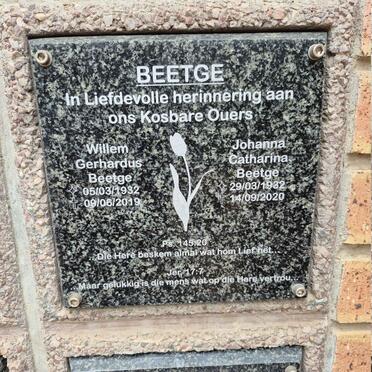 BEETGE
In Liefdevolle herinnering aan
ons Kosbare Ouers
Willem
Gerhardus
Beetge
05/03/1932
09/06/2019
Johanna
Catharina
Beetge
29/03/1932
14/09/2020
Ps. 145:20
Die Here beskem almal wat hom Lief het...
Jer. 17:7
Maar gelukkig is die mens wat op die Here vertrou...